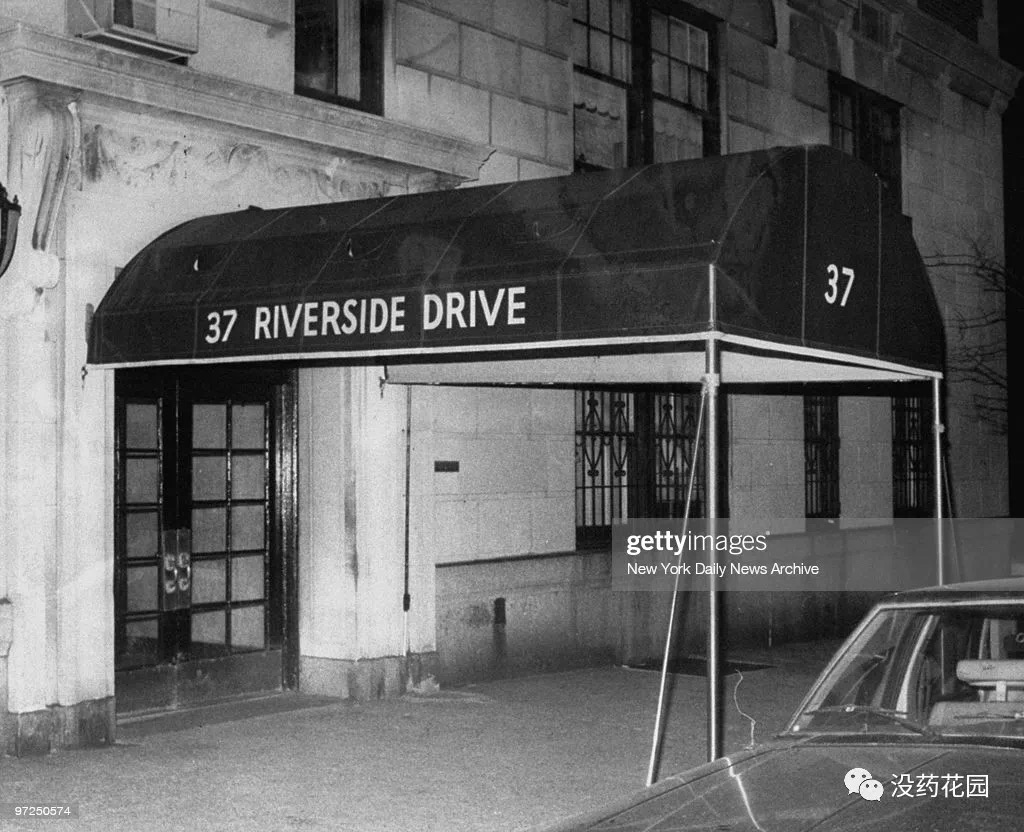 37 RIVERSIDE DRIVE
37
gettyimages
New York Daily News Archive
97250574
没药花园